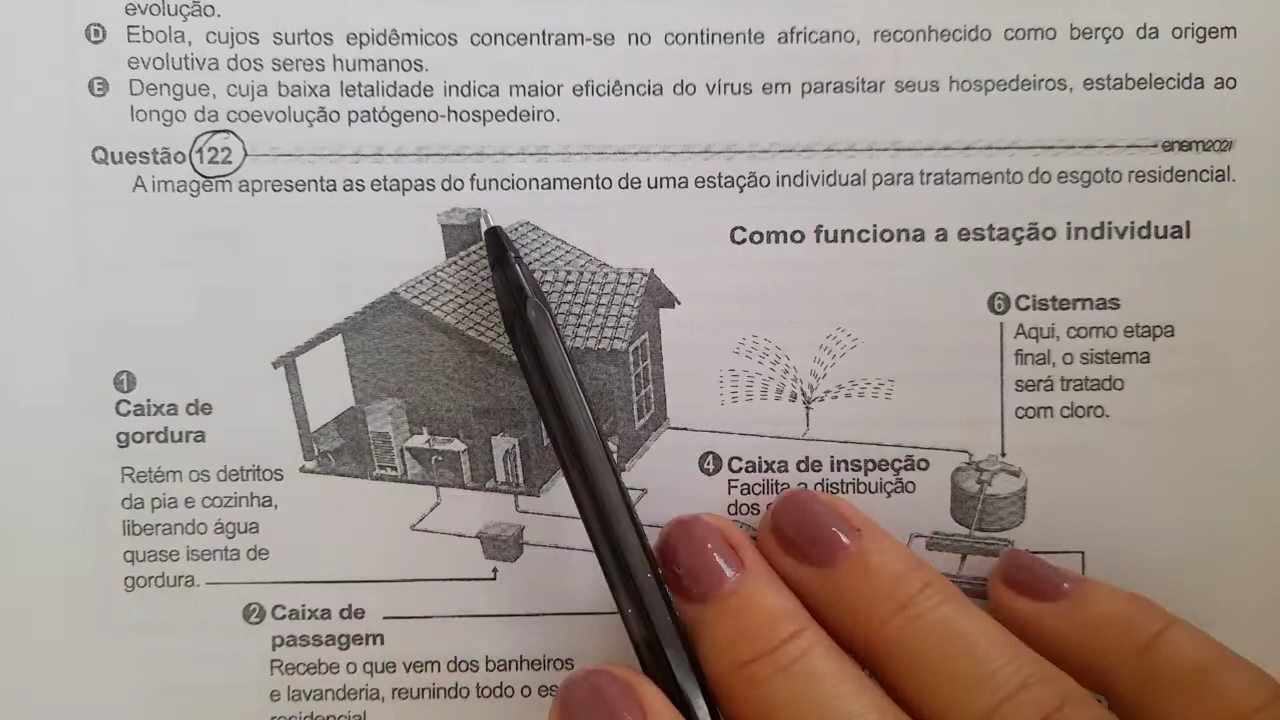 evolução.
D Ebola, cujos surtos epidêmicos concentram-se no continente africano, reconhecido como berço da origem
evolutiva dos seres humanos.
E Dengue, cuja baixa letalidade indica maior eficiência do vírus em parasitar seus hospedeiros, estabelecida ao
longo da coevolução patógeno-hospedeiro.
Questão 122
enem2021
A imagem apresenta as etapas do funcionamento de uma estação individual para tratamento do esgoto residencial.
Como funciona a estação individual
1
Caixa de
gordura
Retém os detritos
da pia e cozinha,
liberando água
quase isenta de
gordura.
2 Caixa de
passagem
Recebe o que vem dos banheiros
e lavanderia, reunindo todo o
residencial
4 Caixa de inspeção
Facilita a distribuição
dos
6 Cisternas
Aqui, como etapa
final, o sistema
será tratado
com cloro.